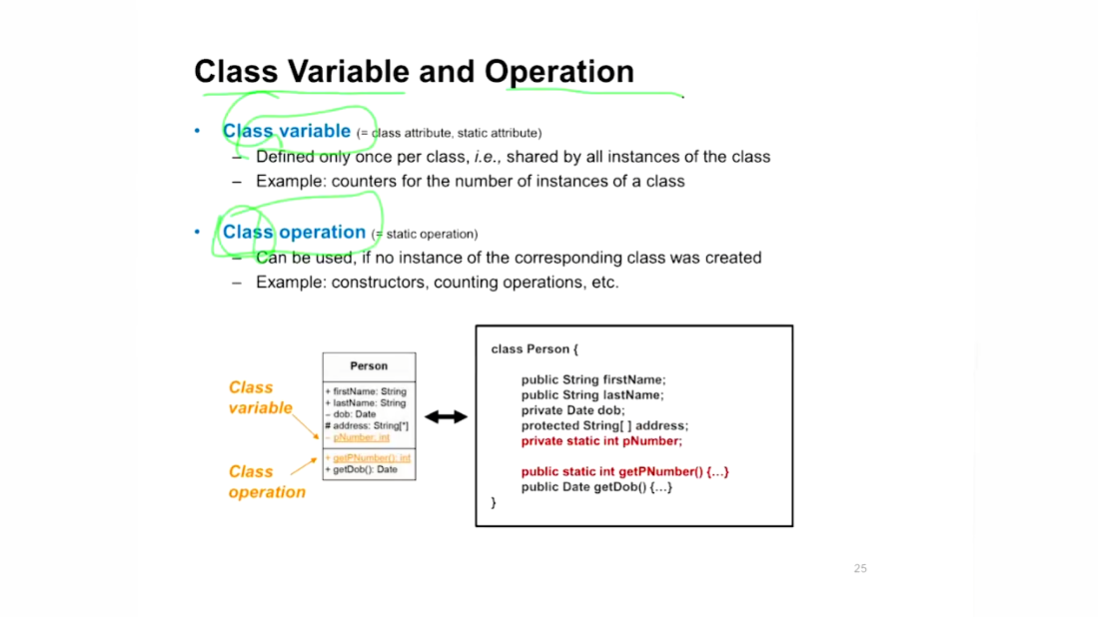 Class Variable and Operation
• Class variable (= class attribute, static attribute)
– Defined only once per class, i.e., shared by all instances of the class
– Example: counters for the number of instances of a class
• Class operation (= static operation)
– Can be used, if no instance of the corresponding class was created
– Example: constructors, counting operations, etc.
Class
variable
Class
operation
Person
+ firstName: String
+ lastName: String
– dob: Date
# address: String[*]
- pNumber: int
+ getPNumber(): int
+ getDob(): Date
class Person {
public String firstName;
public String lastName;
private Date dob;
protected String[ ] address;
private static int pNumber;
public static int getPNumber() {…}
public Date getDob() {…}
}
25